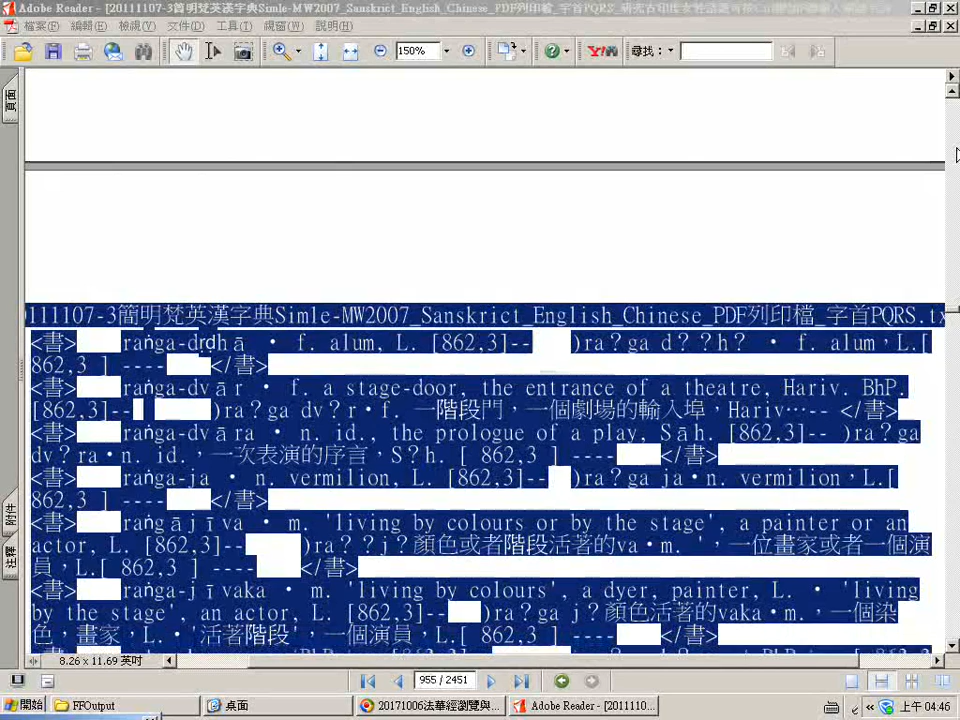 Adobe Reader - [20111107-3簡明梵英漢字典Simle-MW2007_Sanskrict_English_Chinese_PDF列印檔_字首PQRS
檔案(F) 編輯(E) 檢視(V) 文件(D) 工具(T) 視窗(W) 說明(H)
150% 尋找:
頁面
附件
注釋
111107-3簡明梵英漢字典Simle-MW2007_Sanskrict_English_Chinese_PDF列印檔_字首PQRS.tx
<書> raṅga-dṛḍhā • f. alum, L. [862,3]-- )ra?ga d??h? • f. alum，L.[
862,3 ] ---- </書>
<書> raṅga-dvār • f. a stage-door, the entrance of a theatre, Hariv. BhP.
[862,3]-- )ra?ga dv?r•f. 一階段門，一個劇場的輸入埠，Hariv…-- </書>
<書> raṅga-dvāra • n. id., the prologue of a play, Sāh. [862,3]-- )ra?ga
dv?ra•n. id.，一次表演的序言，S?h. [ 862,3 ] ---- </書>
<書> raṅga-ja • n. vermilion, L. [862,3]-- )ra?ga ja•n. vermilion，L.[
862,3 ] ---- </書>
<書> raṅgājīva • m. 'living by colours or by the stage', a painter or an
actor, L. [862,3]-- )ra??j?顏色或者階段活著的va•m. '，一位畫家或者一個演
員，L.[ 862,3 ] ---- </書>
<書> raṅga-jīvaka • m. 'living by colours', a dyer, painter, L. • 'living
by the stage', an actor, L. [862,3]-- )ra?ga j?顏色活著的vaka•m.，一個染
色，畫家，L.•'活著階段'，一個演員，L.[ 862,3 ] ---- </書>
8.26 x 11.69 英吋
955 / 2451
開始 FFOutput 桌面 20171006法華經瀏覽與... Adobe Reader - [2011110... 上午 04:46